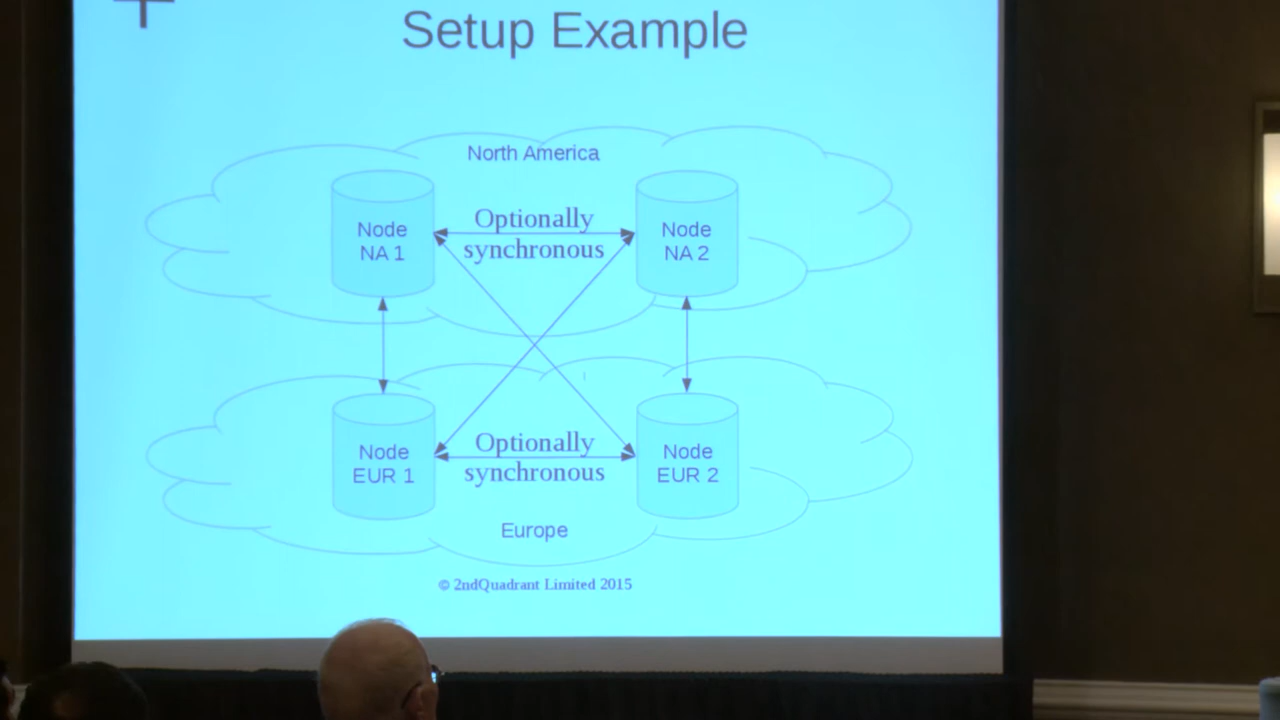 Setup Example
North America
Optionally
synchronous
Node
NA 1
Node
NA 2
Node
EUR 1
Optionally
synchronous
Node
EUR 2
Europe
© 2ndQuadrant Limited 2015